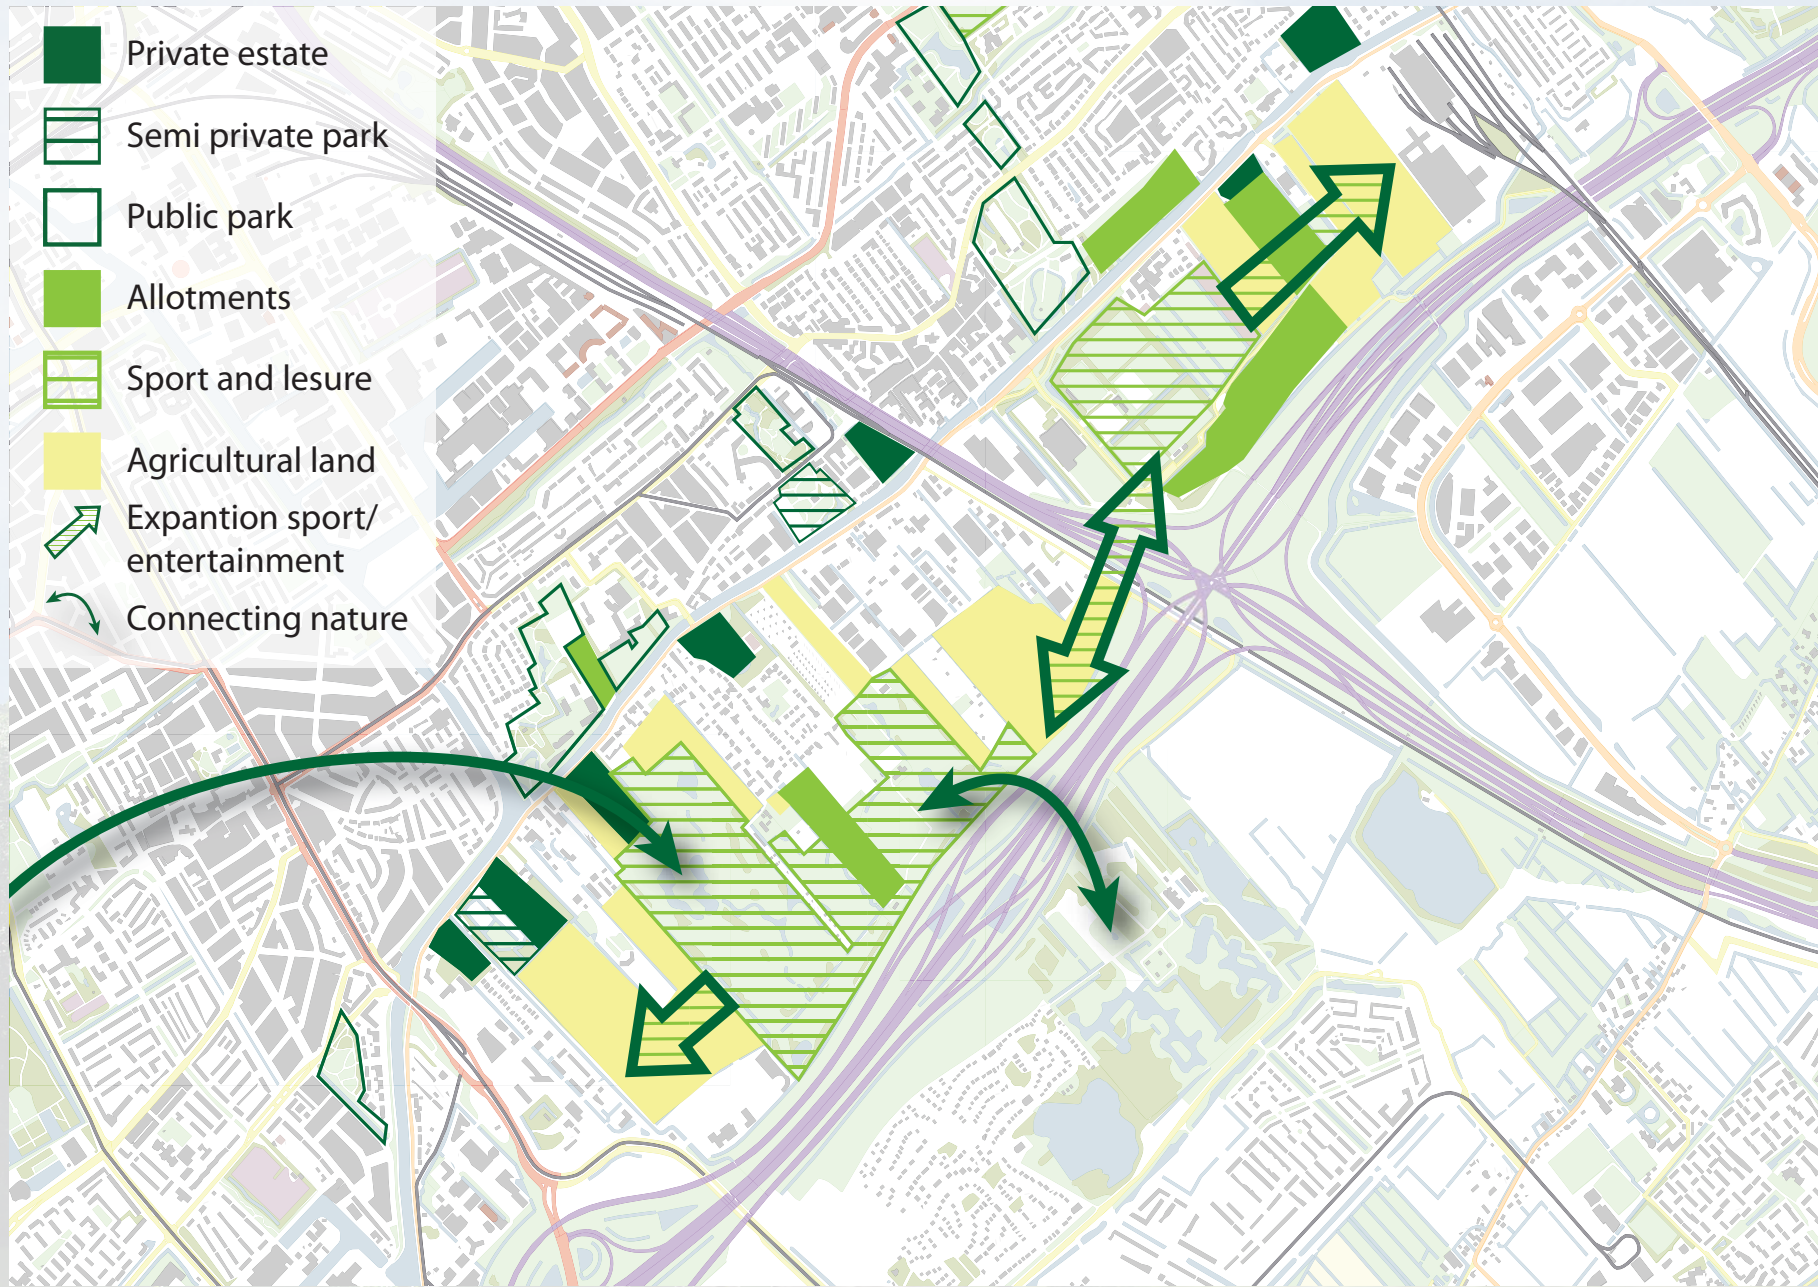 Private estate
Semi private park
Public park
Allotments
Sport and lesure
Agricultural land
Expantion sport/
entertainment
Connecting nature